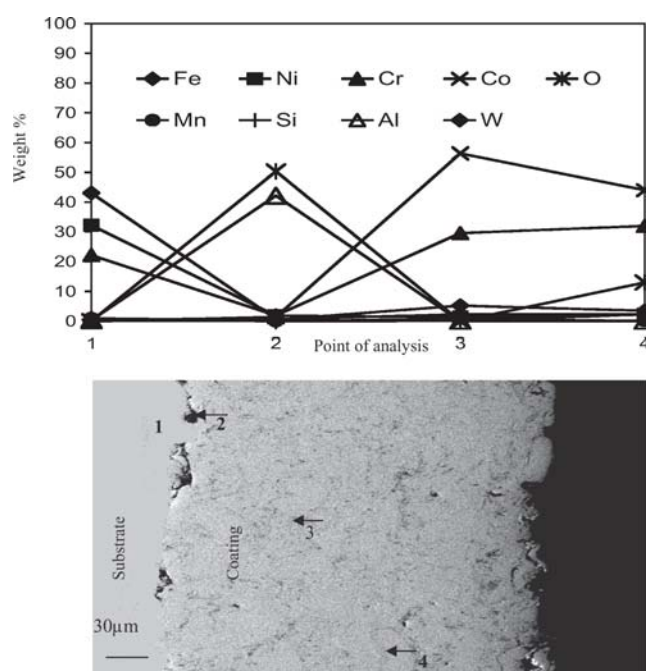 100
90
80
70
60
50
40
30
20
10
0
Weight %
Fe Ni Cr Co O
Mn Si Al W
1 2 3 4
Point of analysis
1
2
3
4
Substrate
Coating
30µm